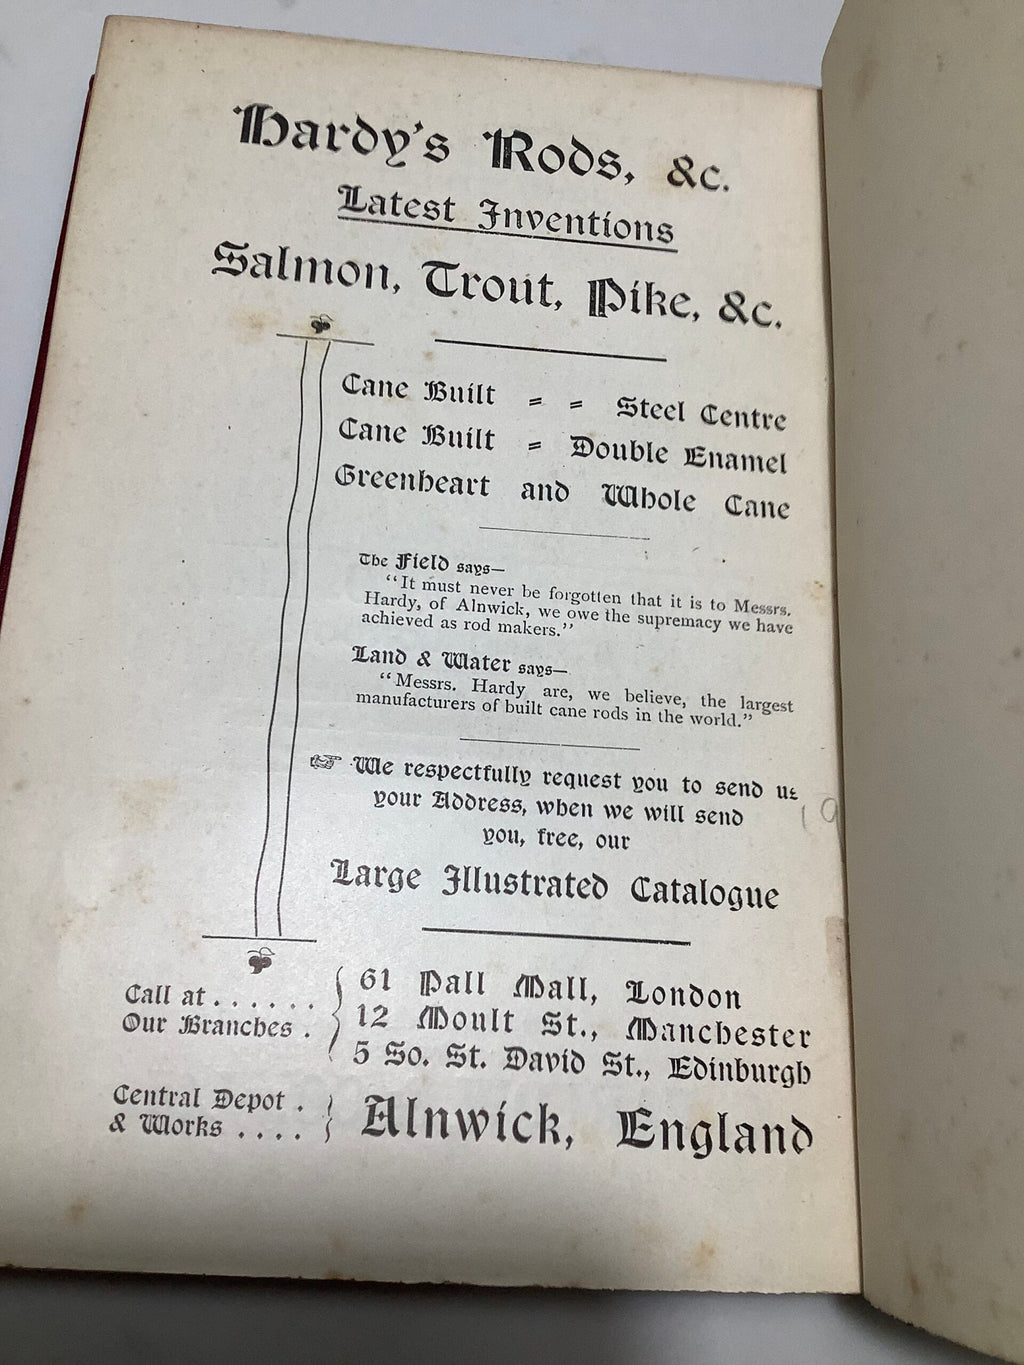 Hardy's Rods, &c.
Latest Inventions
Salmon, Trout, Pike, &c.
Cane Built = = Steel Centre
Cane Built = Double Enamel
Greenheart and Whole Cane
The Field says—
“It must never be forgotten that it is to Messrs.
Hardy, of Alnwick, we owe the supremacy we have
achieved as rod makers.”
Land & Water says—
“Messrs. Hardy are, we believe, the largest
manufacturers of built cane rods in the world.”
☞ We respectfully request you to send us
your Address, when we will send
you, free, our
Large Illustrated Catalogue
Call at . . . . . .
Our Branches .
61 Pall Mall, London
12 Moult St., Manchester
5 So. St. David St., Edinburgh
Central Depot .
& Works . . . .
Alnwick, England